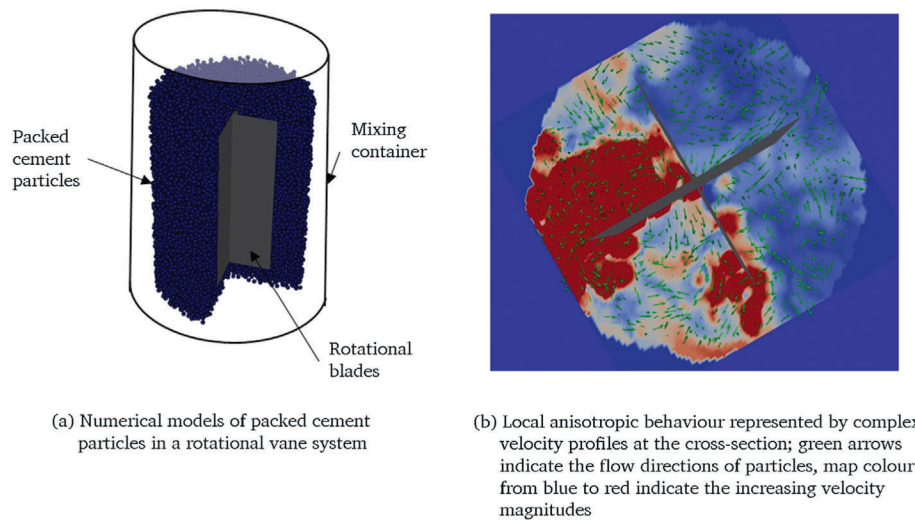 Packed
cement
particles
Mixing
container
Rotational
blades
(a) Numerical models of packed cement
particles in a rotational vane system
(b) Local anisotropic behaviour represented by complex
velocity profiles at the cross-section; green arrows
indicate the flow directions of particles, map colour
from blue to red indicate the increasing velocity
magnitudes